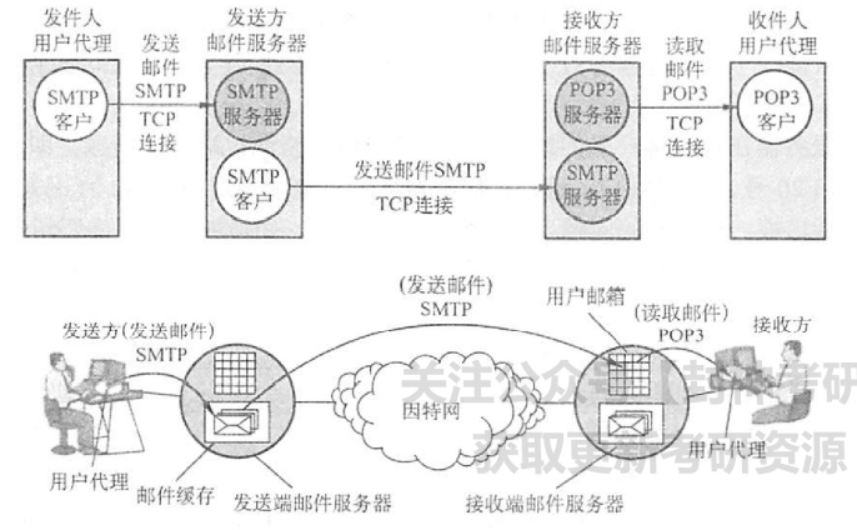 发件人
用户代理
发送
邮件
SMTP
TCP
连接
发送方
邮件服务器
接收方
邮件服务器
读取
邮件
POP3
TCP
连接
收件人
用户代理
SMTP
客户
SMTP
服务器
SMTP
客户
发送邮件SMTP
TCP连接
POP3
服务器
SMTP
服务器
POP3
客户
(发送邮件)
SMTP
用户邮箱
(读取邮件)
POP3
接收方
发送方(发送邮件)
SMTP
因特网
关注公众号【封神考研
获取更新考研资源
用户代理
邮件缓存
发送端邮件服务器
接收端邮件服务器
用户代理